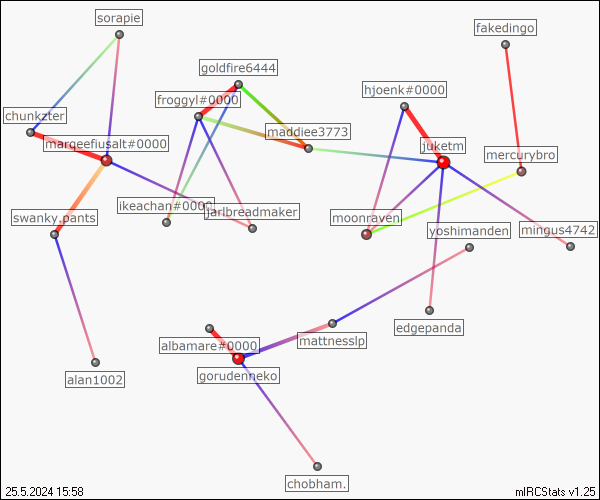 sorapie
fakedingo
goldfire6444
hjoenk#0000
froggyl#0000
chunkzter
maddiee3773
marqeefiusalt#0000
juketm
mercurybro
ikeachan#0000
jarlbreadmaker
swanky.pants
moonraven
yoshimanden
mingus4742
edgepanda
albamare#0000
mattnesslp
alan1002
gorudenneko
chobham.
25.5.2024 15:58
mIRCStats v1.25